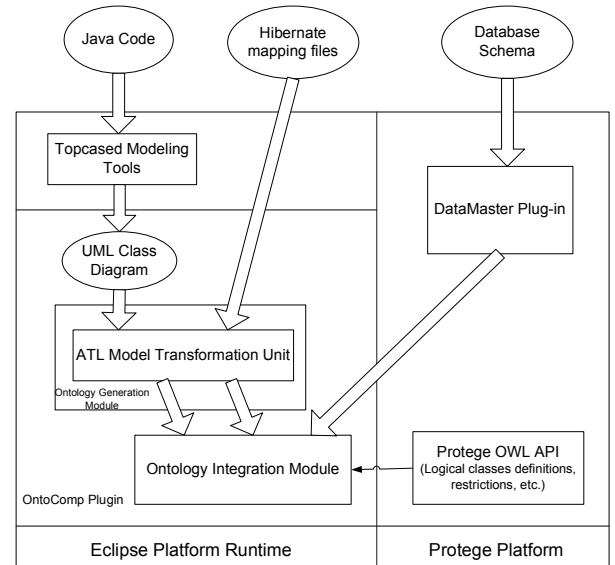 Java Code
Hibernate
mapping files
Database
Schema
Topcased Modeling
Tools
DataMaster Plug-in
UML Class
Diagram
ATL Model Transformation Unit
Ontology Generation
Module
Ontology Integration Module
Protege OWL API
(Logical classes definitions,
restrictions, etc.)
OntoComp Plugin
Eclipse Platform Runtime
Protege Platform